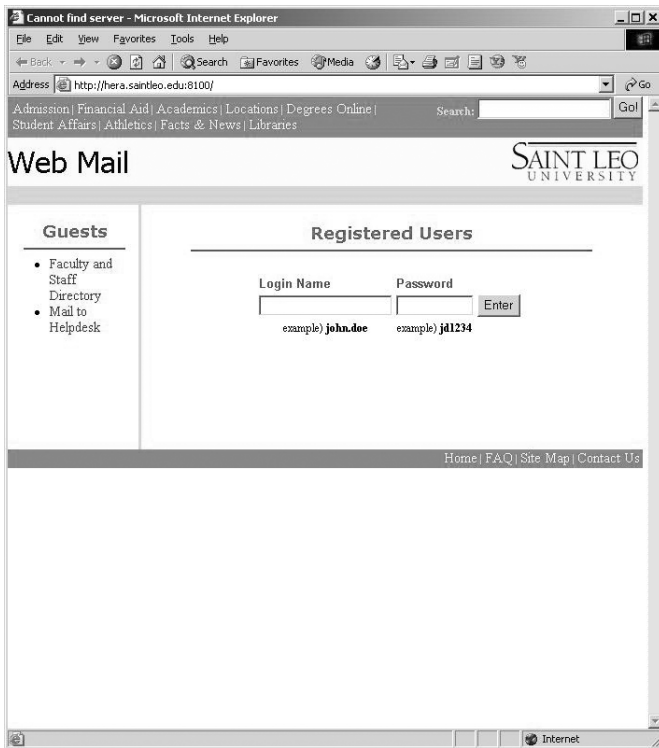 Cannot find server - Microsoft Internet Explorer
File Edit View Favorites Tools Help
Back Search Favorites Media
Address http://hera.saintleo.edu:8100/ Go
Admission| Financial Aid| Academics| Locations| Degrees Online|
Student Affairs| Athletics| Facts & News| Libraries
Search: Go!
Web Mail
SAINT LEO
UNIVERSITY
Guests
• Faculty and
Staff
Directory
• Mail to
Helpdesk
Registered Users
Login Name Password
Enter
example) john.doe example) jd1234
Home| FAQ| Site Map| Contact Us
Internet